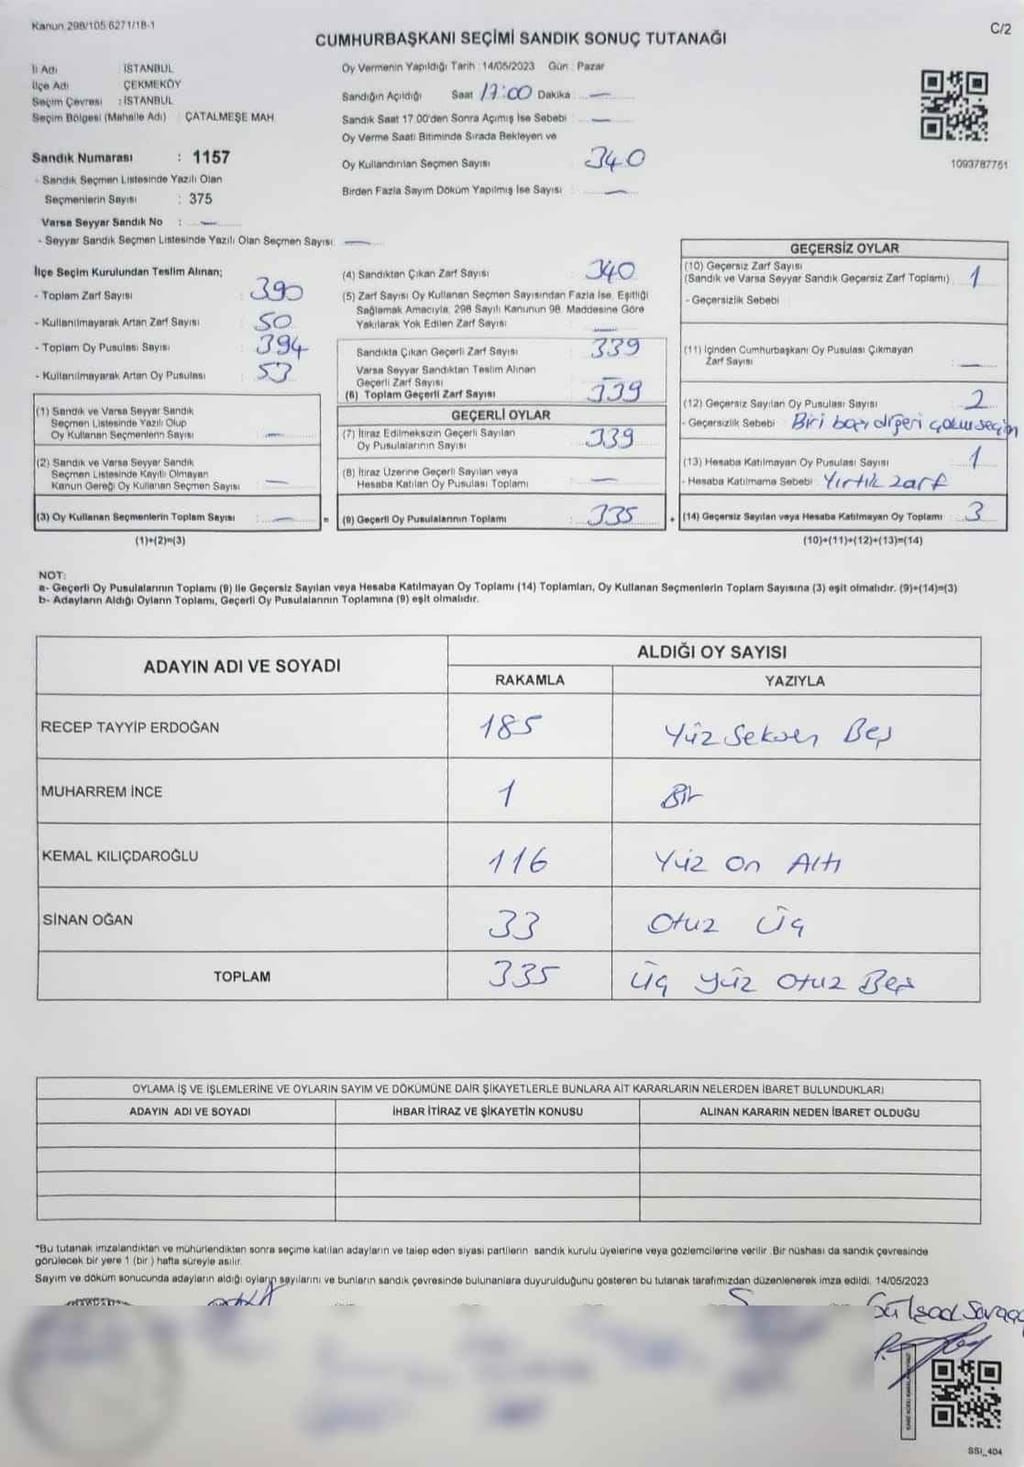 Kanun 298/105 6271/18-1
C/2
CUMHURBAŞKANI SEÇİMİ SANDIK SONUÇ TUTANAĞI
İl Adı : İSTANBUL
İlçe Adı : ÇEKMEKÖY
Seçim Çevresi : İSTANBUL
Seçim Bölgesi (Mahalle Adı) : ÇATALMEŞE MAH.
Sandık Numarası : 1157
- Sandık Seçmen Listesinde Yazılı Olan
Seçmenlerin Sayısı : 375
Varsa Seyyar Sandık No : —
- Seyyar Sandık Seçmen Listesinde Yazılı Olan Seçmen Sayısı : —
Oy Vermenin Yapıldığı Tarih : 14/05/2023 Gün : Pazar
Sandığın Açıldığı Saat 17:00 Dakika —
Sandık Saat 17 00'den Sonra Açımış İse Sebebi : —
Oy Verme Saati Bitiminde Sırada Bekleyen ve
Oy Kullandırılan Seçmen Sayısı : 340
Birden Fazla Sayım Döküm Yapılmış İse Sayısı : —
1093787751
İlçe Seçim Kurulundan Teslim Alınan;
- Toplam Zarf Sayısı : 390
- Kullanılmayarak Artan Zarf Sayısı : 50
- Toplam Oy Pusulası Sayısı : 394
- Kullanılmayarak Artan Oy Pusulası : 53
(1) Sandık ve Varsa Seyyar Sandık
Seçmen Listesinde Yazılı Olup
Oy Kullanan Seçmenlerin Sayısı : —
(2) Sandık ve Varsa Seyyar Sandık
Seçmen Listesinde Kayıtlı Olmayan
Kanun Gereği Oy Kullanan Seçmen Sayısı : —
(3) Oy Kullanan Seçmenlerin Toplam Sayısı : — =
(1)+(2)=(3)
(4) Sandıktan Çıkan Zarf Sayısı : 340
(5) Zarf Sayısı Oy Kullanan Seçmen Sayısından Fazla İse, Eşitliği
Sağlamak Amacıyla, 298 Sayılı Kanunun 98. Maddesine Göre
Yakılarak Yok Edilen Zarf Sayısı : —
Sandıkta Çıkan Geçerli Zarf Sayısı : 339
Varsa Seyyar Sandıktan Teslim Alınan
Geçerli Zarf Sayısı : —
(6) Toplam Geçerli Zarf Sayısı : 339
GEÇERLİ OYLAR
(7) İtiraz Edilmeksizin Geçerli Sayılan
Oy Pusulalarının Sayısı : 339
(8) İtiraz Üzerine Geçerli Sayılan veya
Hesaba Katılan Oy Pusulası Toplamı : —
(9) Geçerli Oy Pusulalarının Toplamı : 335 +
GEÇERSİZ OYLAR
(10) Geçersiz Zarf Sayısı
(Sandık ve Varsa Seyyar Sandık Geçersiz Zarf Toplamı) : 1
- Geçersizlik Sebebi
(11) İçinden Cumhurbaşkanı Oy Pusulası Çıkmayan
Zarf Sayısı : —
(12) Geçersiz Sayılan Oy Pusulası Sayısı : 2
- Geçersizlik Sebebi Biri boş diğeri çoklu seçim
(13) Hesaba Katılmayan Oy Pusulası Sayısı : 1
- Hesaba Katılmama Sebebi : Yırtık zarf
(14) Geçersiz Sayılan veya Hesaba Katılmayan Oy Toplamı : 3
(10)+(11)+(12)+(13)=(14)
NOT:
a- Geçerli Oy Pusulalarının Toplamı (9) ile Geçersiz Sayılan veya Hesaba Katılmayan Oy Toplamı (14) Toplamları, Oy Kullanan Seçmenlerin Toplam Sayısına (3) eşit olmalıdır. (9)+(14)=(3)
b- Adayların Aldığı Oyların Toplamı, Geçerli Oy Pusulalarının Toplamına (9) eşit olmalıdır.
ADAYIN ADI VE SOYADI
ALDIĞI OY SAYISI
RAKAMLA YAZIYLA
RECEP TAYYİP ERDOĞAN 185 Yüz Seksen Beş
MUHARREM İNCE 1 Bir
KEMAL KILIÇDAROĞLU 116 Yüz On Altı
SİNAN OĞAN 33 Otuz Üç
TOPLAM 335 Üç Yüz Otuz Beş
OYLAMA İŞ VE İŞLEMLERİNE VE OYLARIN SAYIM VE DÖKÜMÜNE DAİR ŞİKAYETLERLE BUNLARA AİT KARARLARIN NELERDEN İBARET BULUNDUKLARI
ADAYIN ADI VE SOYADI İHBAR İTİRAZ VE ŞİKAYETİN KONUSU ALINAN KARARIN NEDEN İBARET OLDUĞU
*Bu tutanak imzalandıktan ve mühürlendikten sonra seçime katılan adayların ve talep eden siyasi partilerin sandık kurulu üyelerine veya gözlemcilerine verilir. Bir nüshası da sandık çevresinde
görülecek bir yere 1 (bir ) hafta süreyle asılır.
Sayım ve döküm sonucunda adayların aldığı oyların sayılarını ve bunların sandık çevresinde bulunanlara duyurulduğunu gösteren bu tutanak tarafımızdan düzenlenerek imza edildi. 14/05/2023
SSI_404